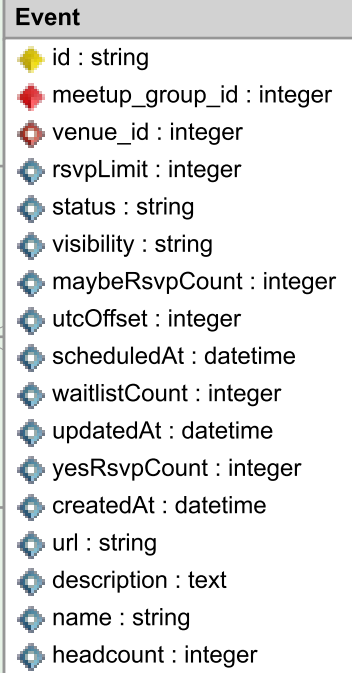 Event
id : string
meetup_group_id : integer
venue_id : integer
rsvpLimit : integer
status : string
visibility : string
maybeRsvpCount : integer
utcOffset : integer
scheduledAt : datetime
waitlistCount : integer
updatedAt : datetime
yesRsvpCount : integer
createdAt : datetime
url : string
description : text
name : string
headcount : integer